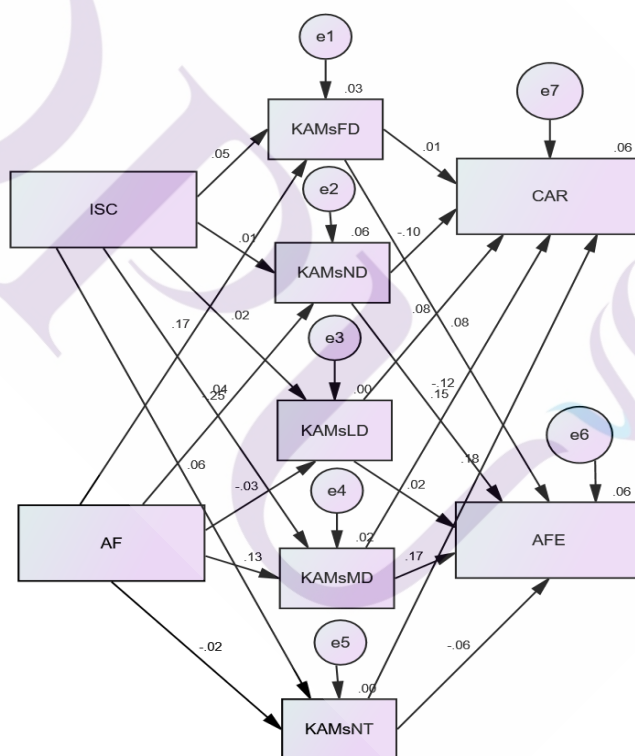 e1
.03
KAMsFD
e7
.06
CAR
.05
.01
ISC
e2
.06
KAMsND
.01
-.10
.17
.02
e3
.08
.08
.00
KAMsLD
.04
.25
-.12
.15
.06
-.03
e4
.18
e6
.06
AF
.02
.02
AFE
.13
KAMsMD
.17
-.02
e5
-.06
.00
KAMsNT